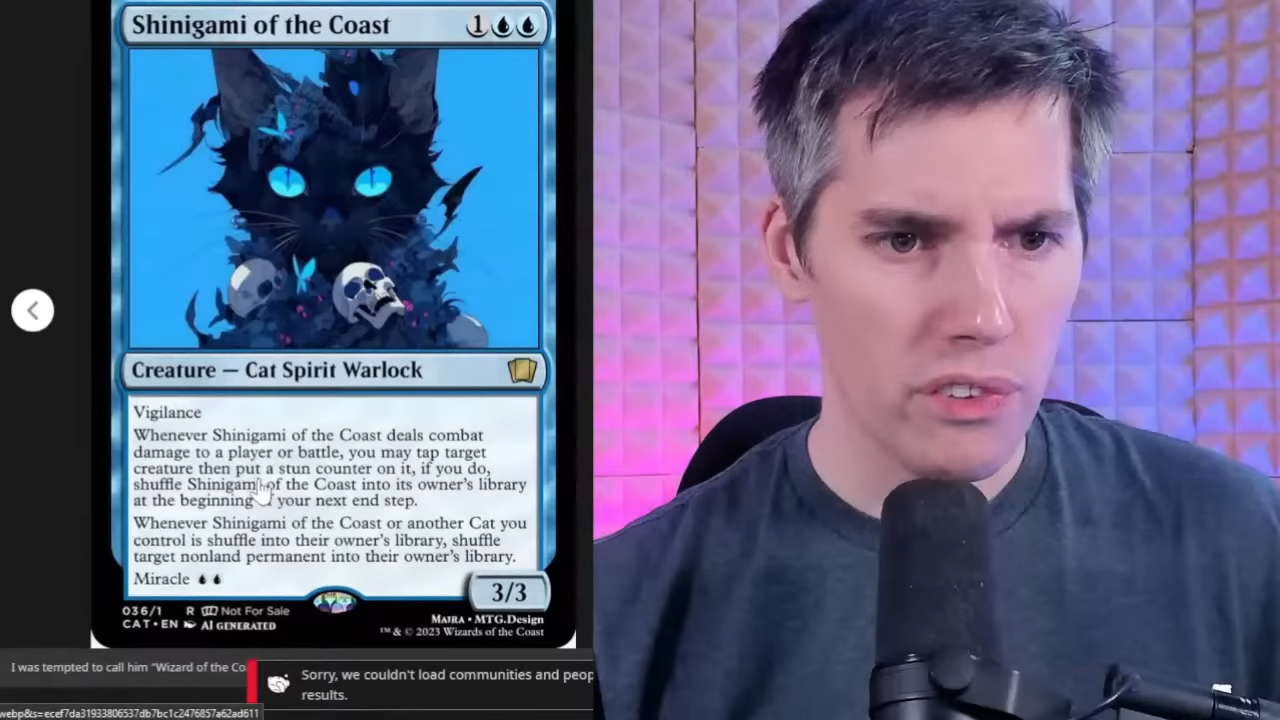 Shinigami of the Coast 1
Creature — Cat Spirit Warlock
Vigilance
Whenever Shinigami of the Coast deals combat
damage to a player or battle, you may tap target
creature then put a stun counter on it, if you do,
shuffle Shinigami of the Coast into its owner's library
at the beginning of your next end step.
Whenever Shinigami of the Coast or another Cat you
control is shuffle into their owner's library, shuffle
target nonland permanent into their owner's library.
Miracle
3/3
036/1 R Not For Sale
CAT • EN AI GENERATED
MAJRA • MTG.Design
™ & © 2023 Wizards of the Coast
I was tempted to call him "Wizard of the Co
Sorry, we couldn't load communities and peop
results.
webp&s=ecef7da31933806537db7bc1c2476857a62ad611